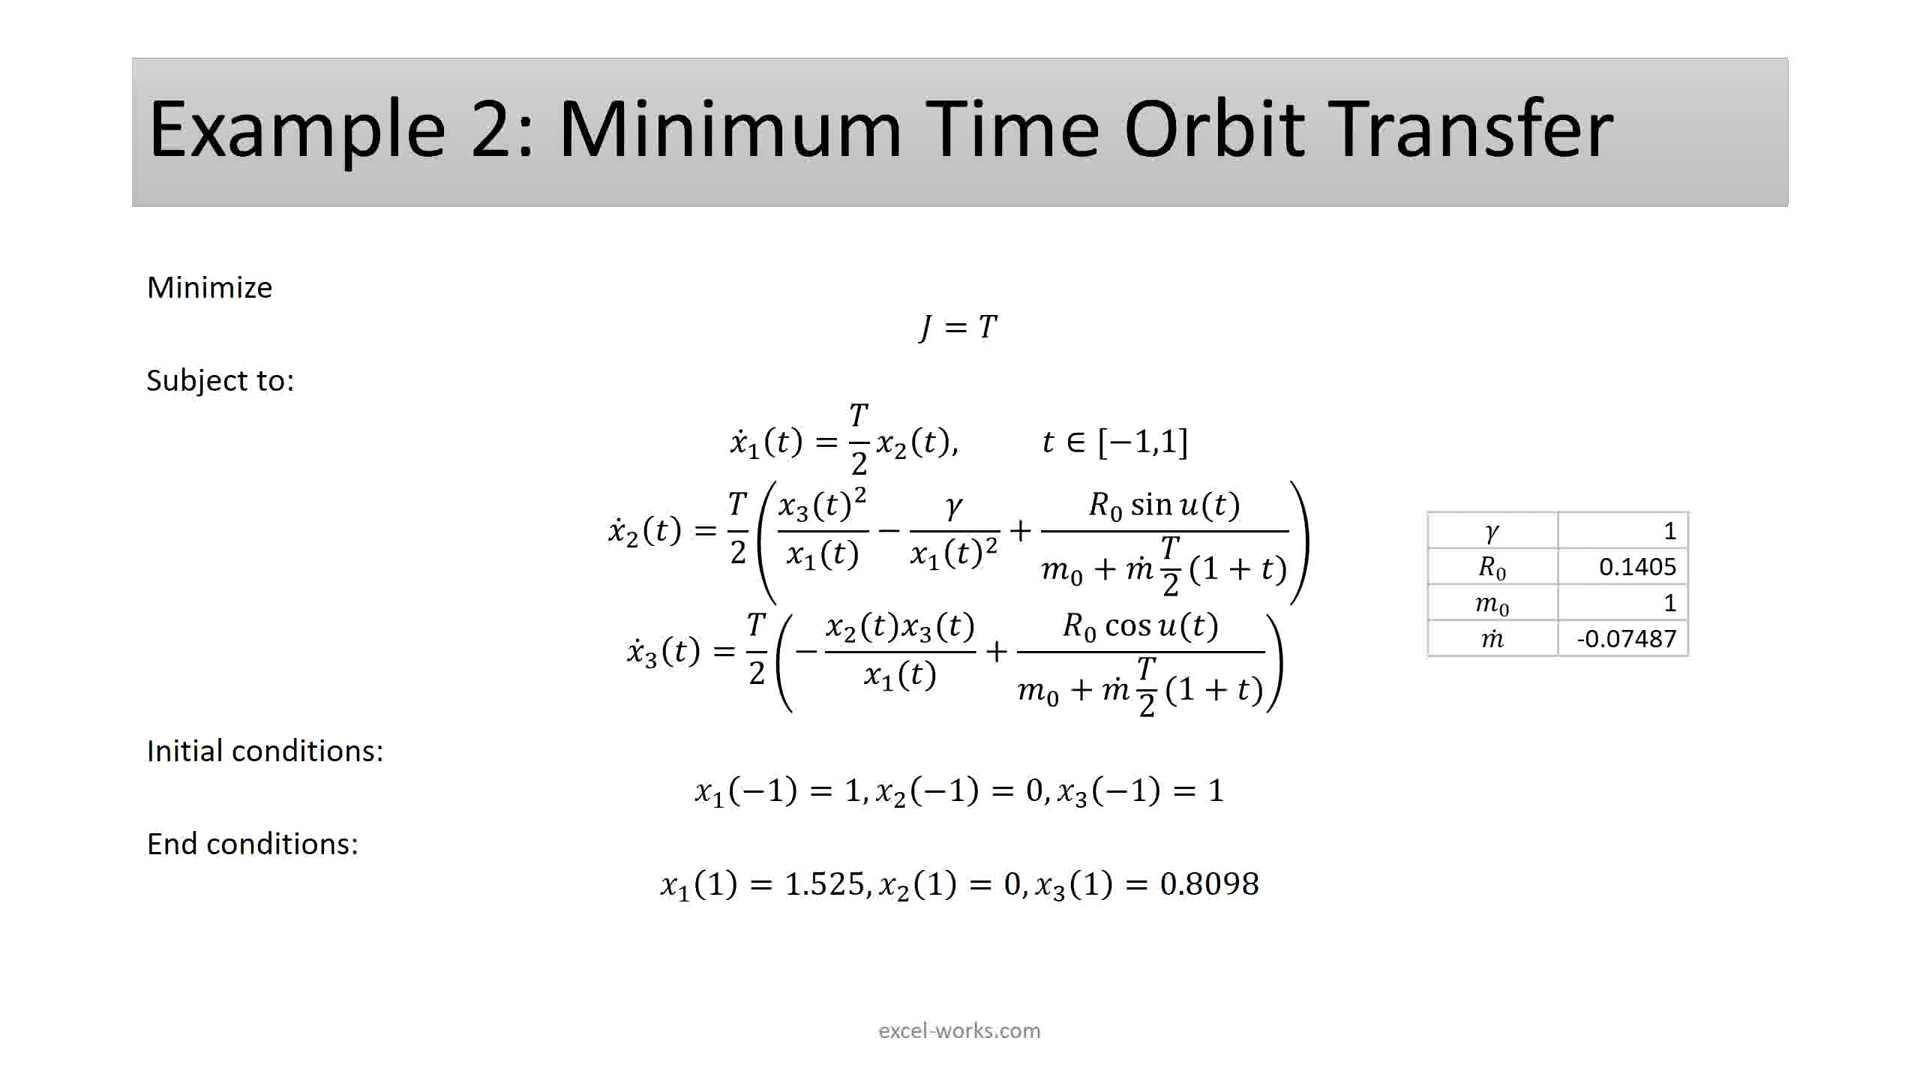 Example 2: Minimum Time Orbit Transfer
Minimize
J = T
Subject to:
ẋ₁(t) = T/2 x₂(t), t ∈ [−1,1]
ẋ₂(t) = T/2 (x₃(t)²/x₁(t) − γ/x₁(t)² + R₀ sin u(t)/(m₀ + ṁ T/2 (1 + t)))
ẋ₃(t) = T/2 (− x₂(t)x₃(t)/x₁(t) + R₀ cos u(t)/(m₀ + ṁ T/2 (1 + t)))
γ 1
R₀ 0.1405
m₀ 1
ṁ -0.07487
Initial conditions:
x₁(−1) = 1, x₂(−1) = 0, x₃(−1) = 1
End conditions:
x₁(1) = 1.525, x₂(1) = 0, x₃(1) = 0.8098
excel-works.com